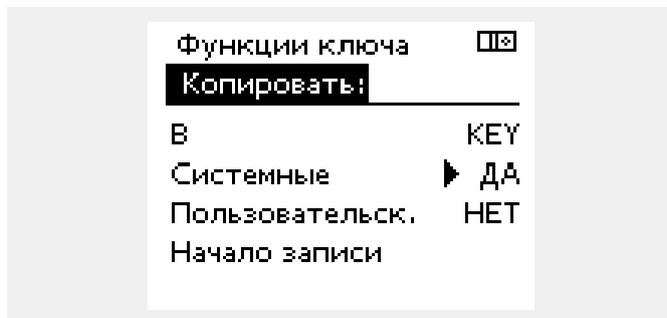 Функции ключа
Копировать:
В KEY
Системные ДА
Пользовательск. НЕТ
Начало записи